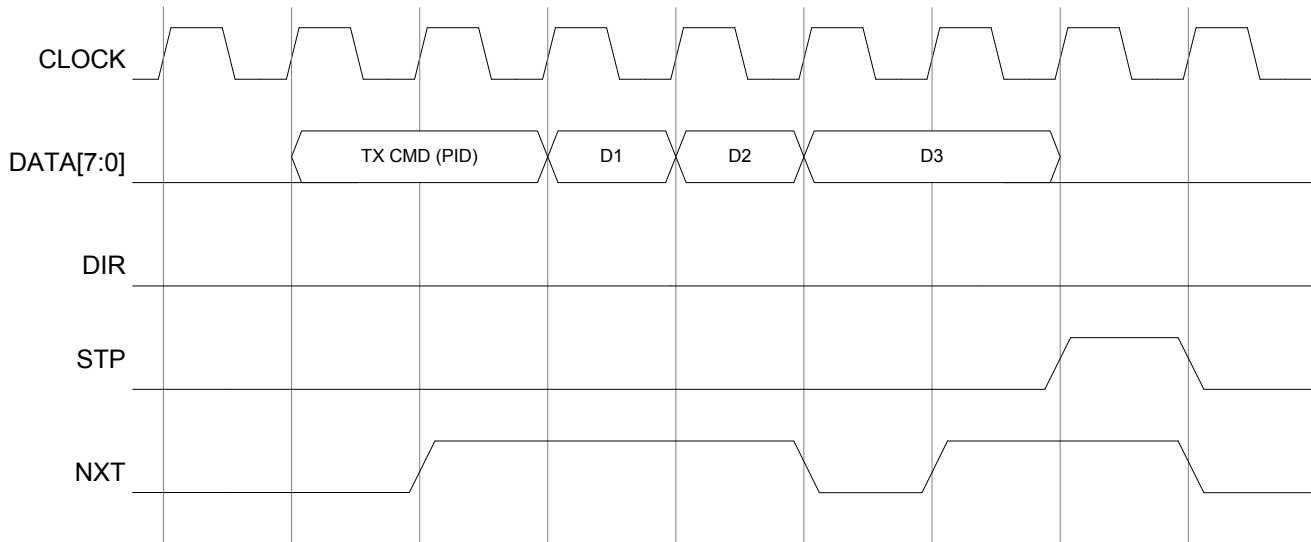 CLOCK
DATA[7:0]
TX CMD (PID)
D1
D2
D3
DIR
STP
NXT